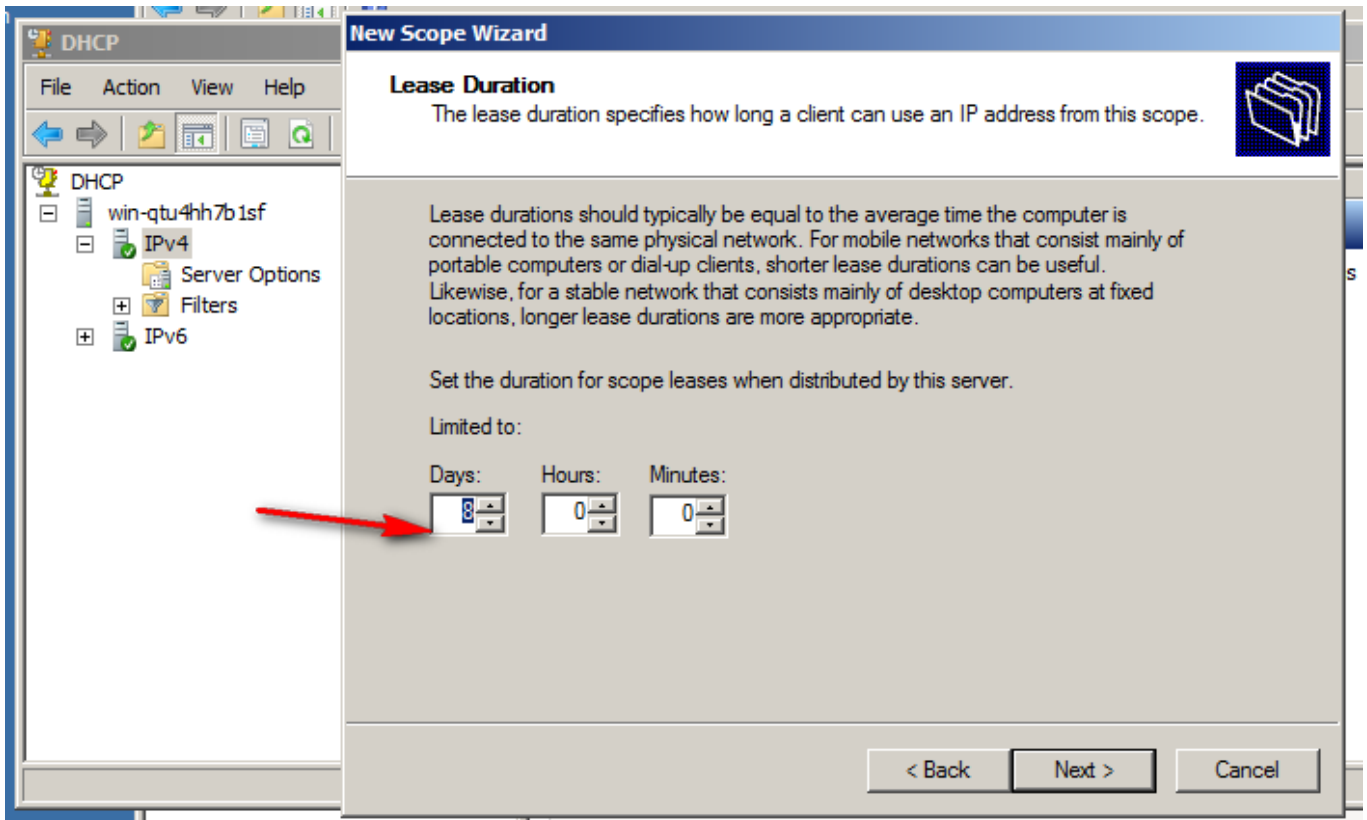 DHCP
File Action View Help
DHCP
win-qtu4hh7b1sf
IPv4
Server Options
Filters
IPv6
New Scope Wizard
Lease Duration
The lease duration specifies how long a client can use an IP address from this scope.
Lease durations should typically be equal to the average time the computer is
connected to the same physical network. For mobile networks that consist mainly of
portable computers or dial-up clients, shorter lease durations can be useful.
Likewise, for a stable network that consists mainly of desktop computers at fixed
locations, longer lease durations are more appropriate.
Set the duration for scope leases when distributed by this server.
Limited to:
Days: Hours: Minutes:
8 0 0
< Back Next > Cancel
s